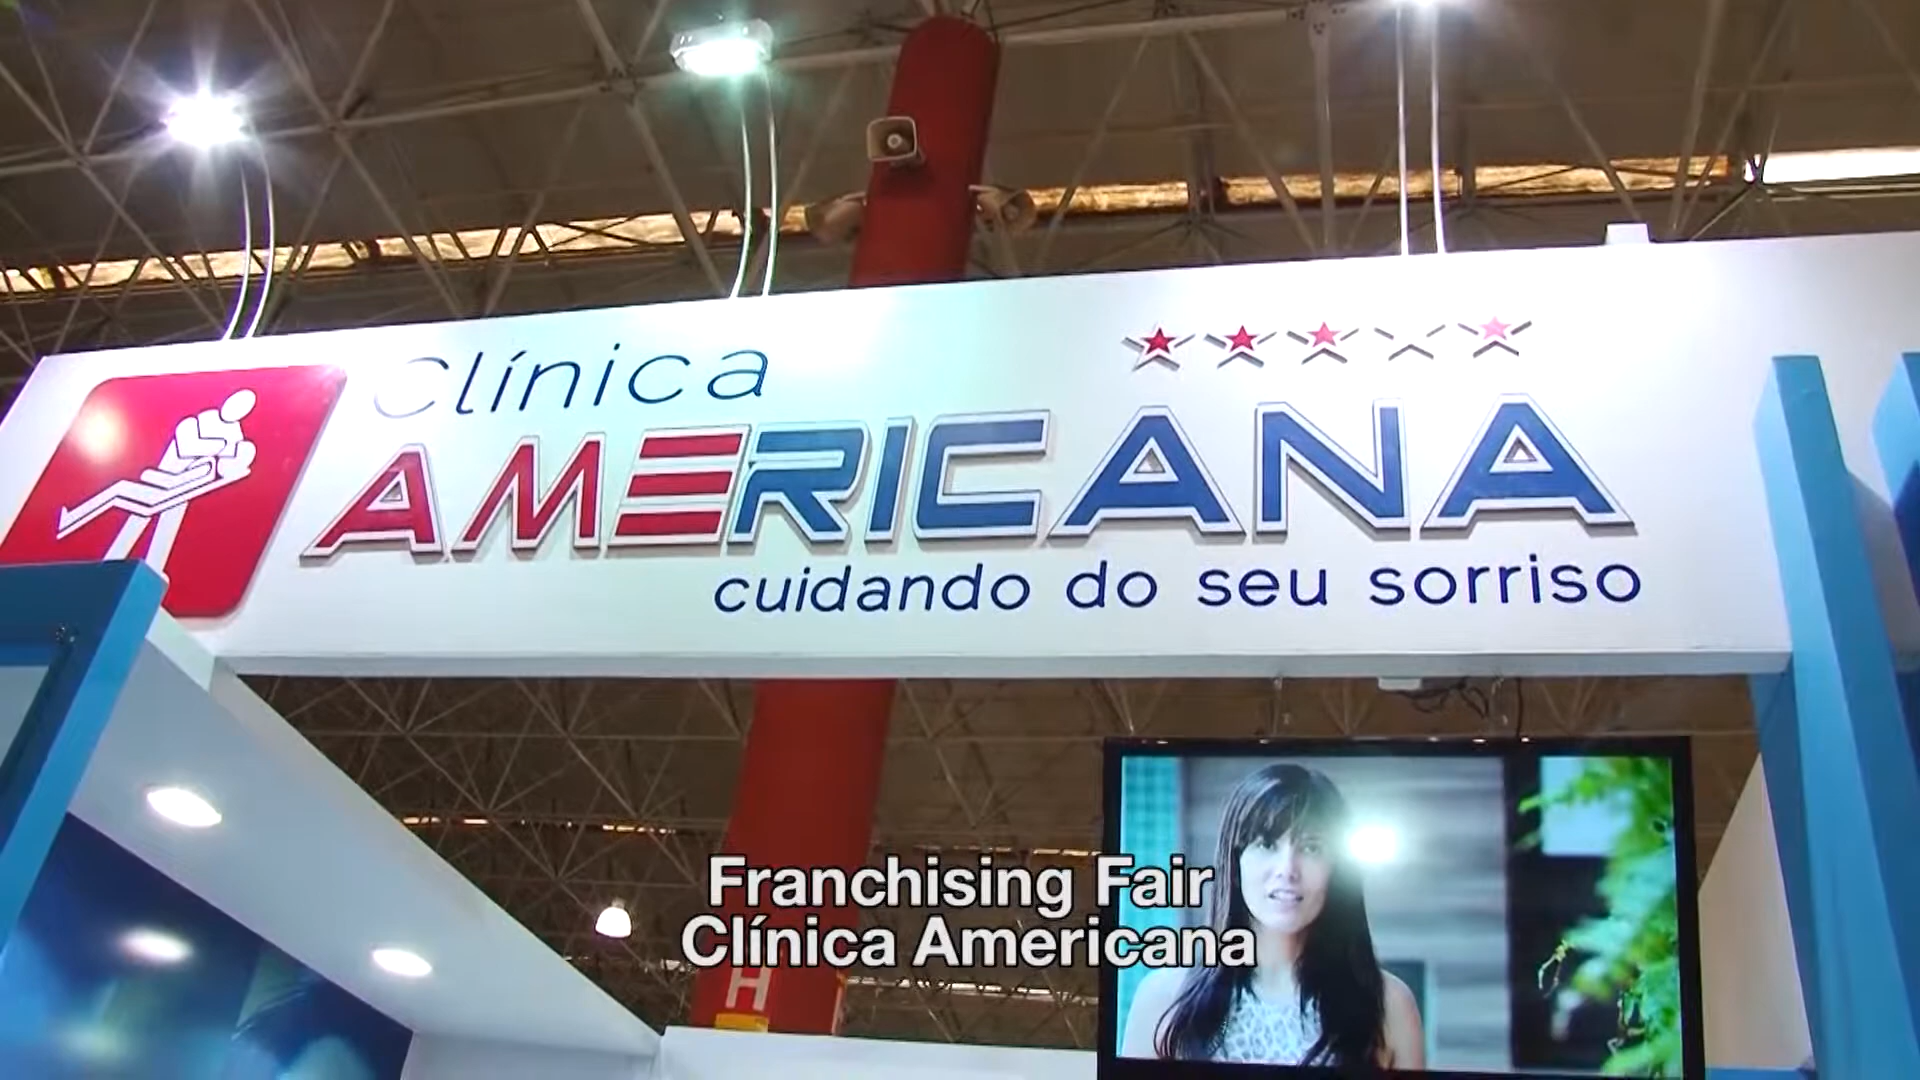 Clínica
AMERICANA
cuidando do seu sorriso
Franchising Fair
Clínica Americana
H